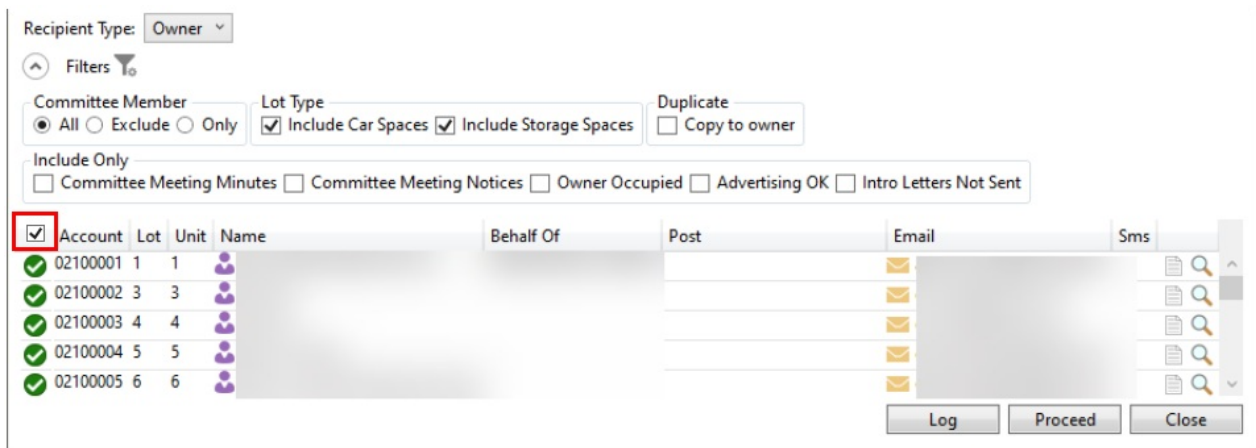 Recipient Type: Owner
Filters
Committee Member Lot Type Duplicate
All Exclude Only Include Car Spaces Include Storage Spaces Copy to owner
Include Only
Committee Meeting Minutes Committee Meeting Notices Owner Occupied Advertising OK Intro Letters Not Sent
Account Lot Unit Name Behalf Of Post Email Sms
02100001 1 1
02100002 3 3
02100003 4 4
02100004 5 5
02100005 6 6
Log Proceed Close